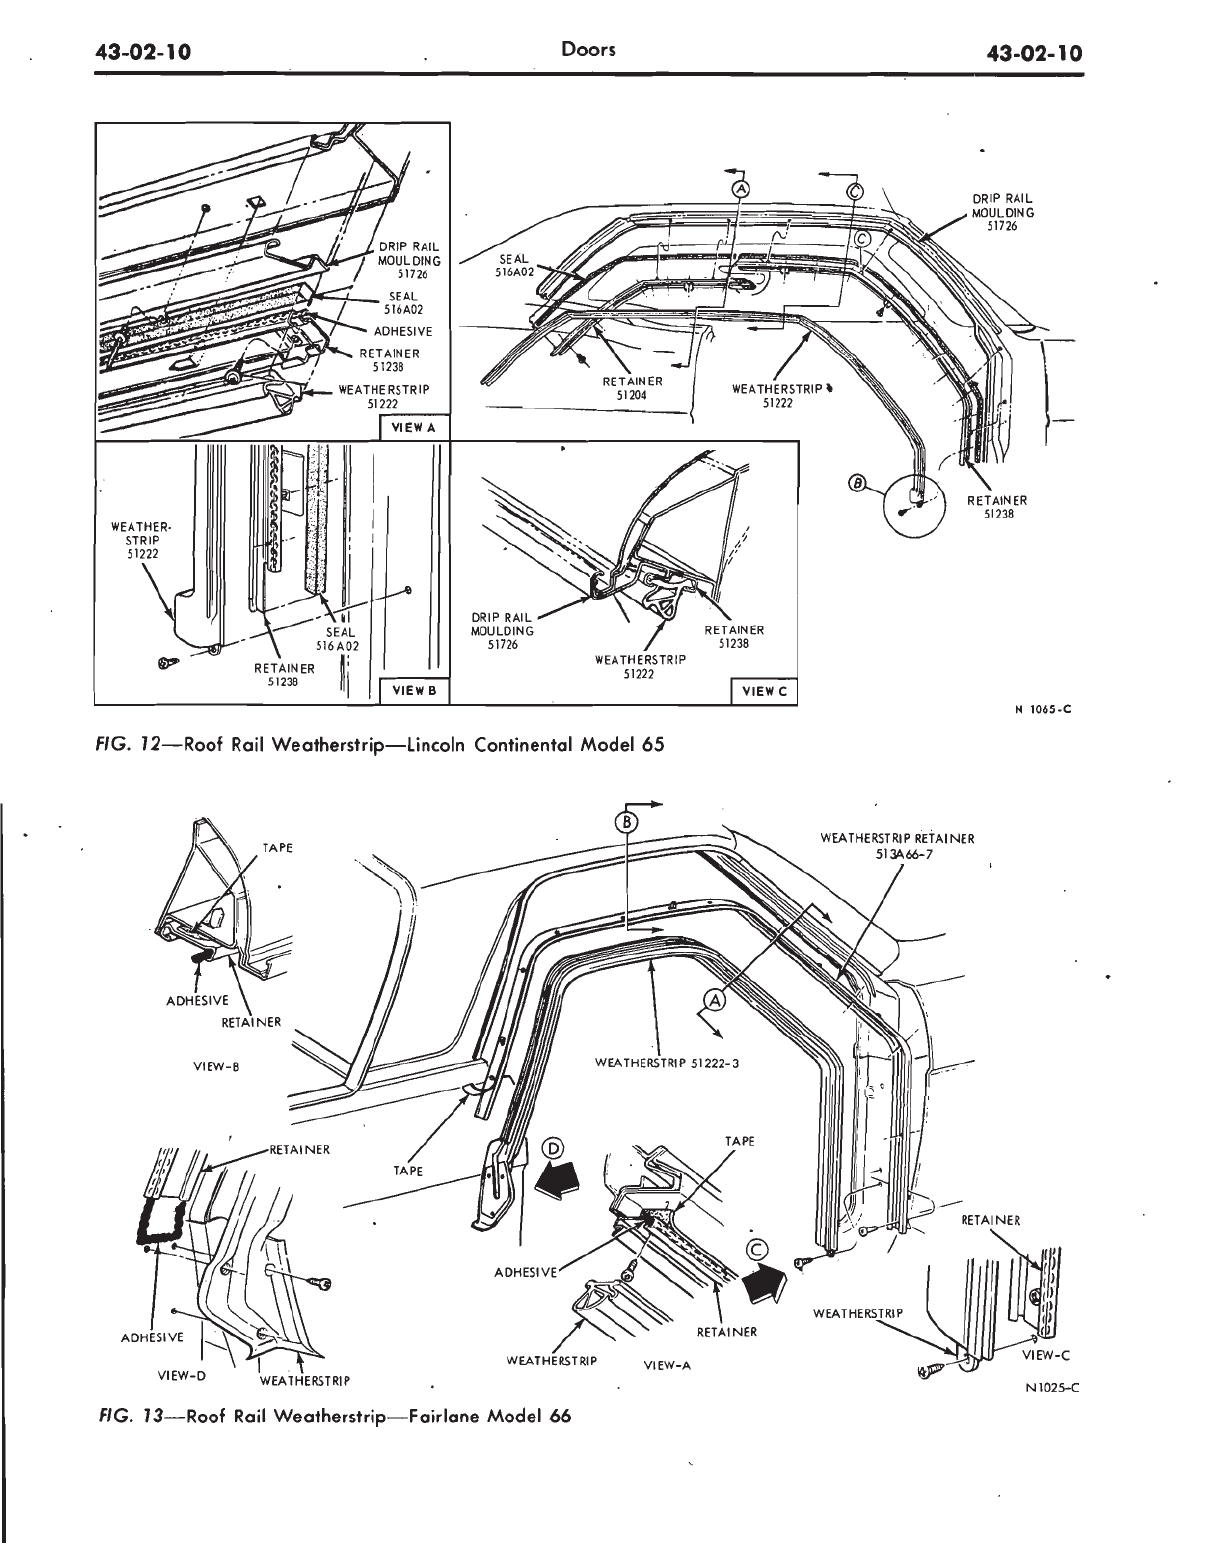 43-02-10
Doors
43-02-10
DRIP RAIL
MOULDING
51726
SEAL
516A02
ADHESIVE
RETAINER
51238
WEATHERSTRIP
51222
VIEW A
A
C
C
DRIP RAIL
MOULDING
51726
SEAL
516A02
RETAINER
51204
WEATHERSTRIP
51222
B
RETAINER
51238
WEATHER-
STRIP
51222
SEAL
516A02
RETAINER
51238
VIEW B
DRIP RAIL
MOULDING
51726
RETAINER
51238
WEATHERSTRIP
51222
VIEW C
N 1065-C
FIG. 12—Roof Rail Weatherstrip—Lincoln Continental Model 65
TAPE
ADHESIVE
RETAINER
VIEW-B
B
WEATHERSTRIP RETAINER
513A66-7
A
WEATHERSTRIP 51222-3
TAPE
D
RETAINER
ADHESIVE
VIEW-D
WEATHERSTRIP
TAPE
ADHESIVE
C
RETAINER
WEATHERSTRIP
VIEW-A
RETAINER
WEATHERSTRIP
VIEW-C
N1025-C
FIG. 13—Roof Rail Weatherstrip—Fairlane Model 66